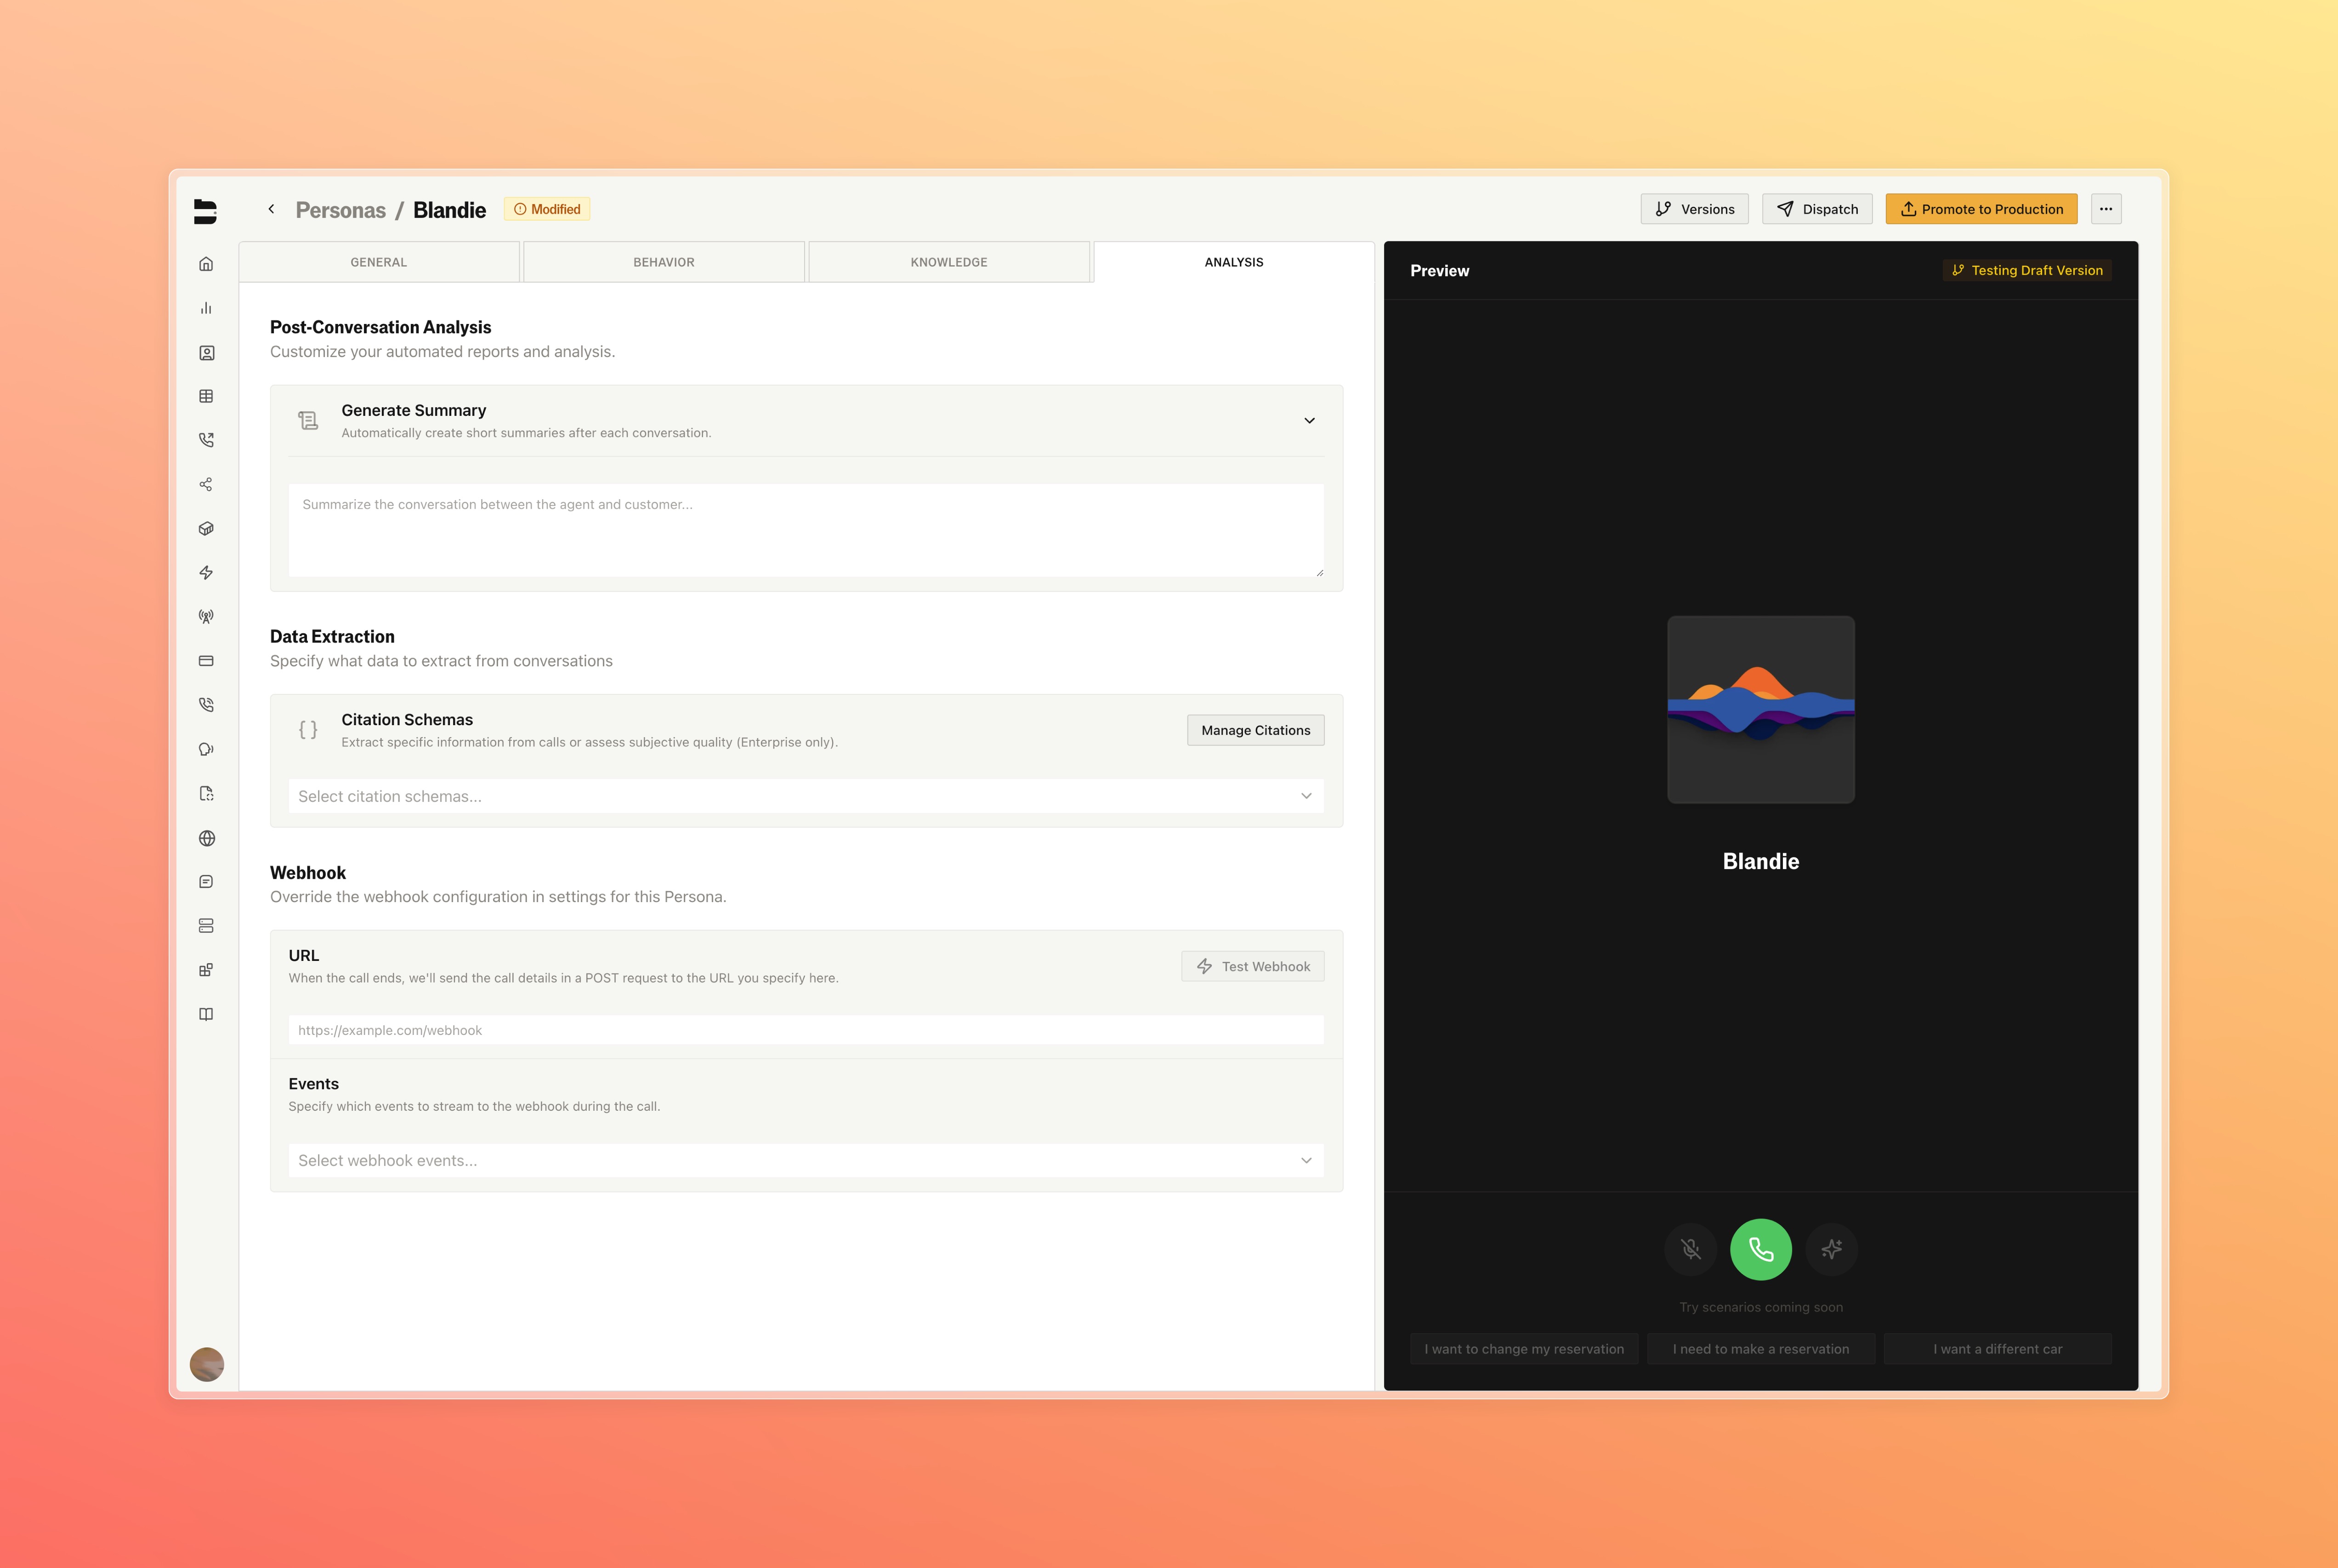 Personas / Blandie
Modified
Versions
Dispatch
Promote to Production
GENERAL
BEHAVIOR
KNOWLEDGE
ANALYSIS
Post-Conversation Analysis
Customize your automated reports and analysis.
Generate Summary
Automatically create short summaries after each conversation.
Summarize the conversation between the agent and customer...
Data Extraction
Specify what data to extract from conversations
Citation Schemas
Extract specific information from calls or assess subjective quality (Enterprise only).
Manage Citations
Select citation schemas...
Webhook
Override the webhook configuration in settings for this Persona.
URL
When the call ends, we'll send the call details in a POST request to the URL you specify here.
Test Webhook
https://example.com/webhook
Events
Specify which events to stream to the webhook during the call.
Select webhook events...
Preview
Testing Draft Version
Blandie
Try scenarios coming soon
I want to change my reservation
I need to make a reservation
I want a different car